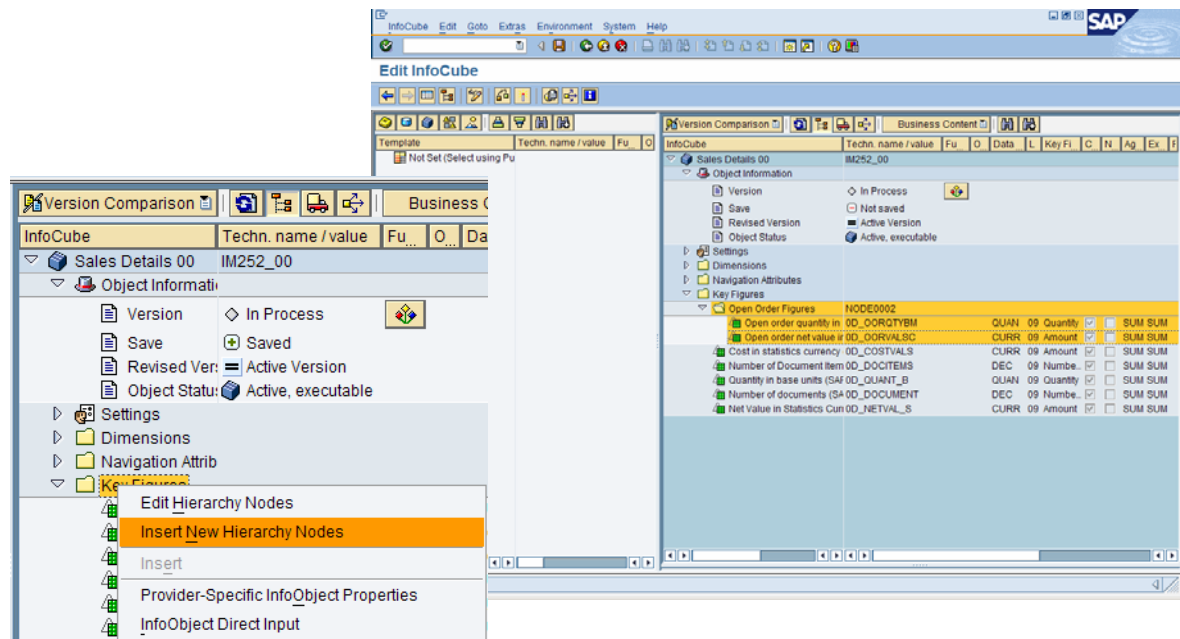 InfoCube Edit Goto Extras Environment System Help
SAP
Edit InfoCube
Template Techn. name / value Fu_ O
Not Set (Select using Pu
Version Comparison Business Content
InfoCube Techn. name / value Fu_ O Data L Key Fi C N Ag Ex F
Sales Details 00 IM252_00
Object Information
Version In Process
Save Not saved
Revised Version Active Version
Object Status Active, executable
Settings
Dimensions
Navigation Attributes
Key Figures
Open Order Figures NODE0002
Open order quantity in 0D_OORQTYBM QUAN 09 Quantity SUM SUM
Open order net value in 0D_OORVALSC CURR 09 Amount SUM SUM
Cost in statistics currency 0D_COSTVALS CURR 09 Amount SUM SUM
Number of Document Item 0D_DOCITEMS DEC 09 Numbe.. SUM SUM
Quantity in base units (SAF 0D_QUANT_B QUAN 09 Quantity SUM SUM
Number of documents (SA 0D_DOCUMENT DEC 09 Numbe.. SUM SUM
Net Value in Statistics Curr 0D_NETVAL_S CURR 09 Amount SUM SUM
Version Comparison Business C
InfoCube Techn. name / value Fu... O... Da
Sales Details 00 IM252_00
Object Informati
Version In Process
Save Saved
Revised Ver: Active Version
Object Statu: Active, executable
Settings
Dimensions
Navigation Attrib
Key Figures
Edit Hierarchy Nodes
Insert New Hierarchy Nodes
Insert
Provider-Specific InfoObject Properties
InfoObject Direct Input